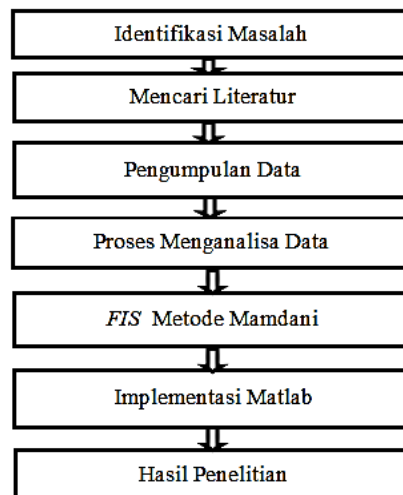 Identifikasi Masalah
Mencari Literatur
Pengumpulan Data
Proses Menganalisa Data
FIS Metode Mamdani
Implementasi Matlab
Hasil Penelitian